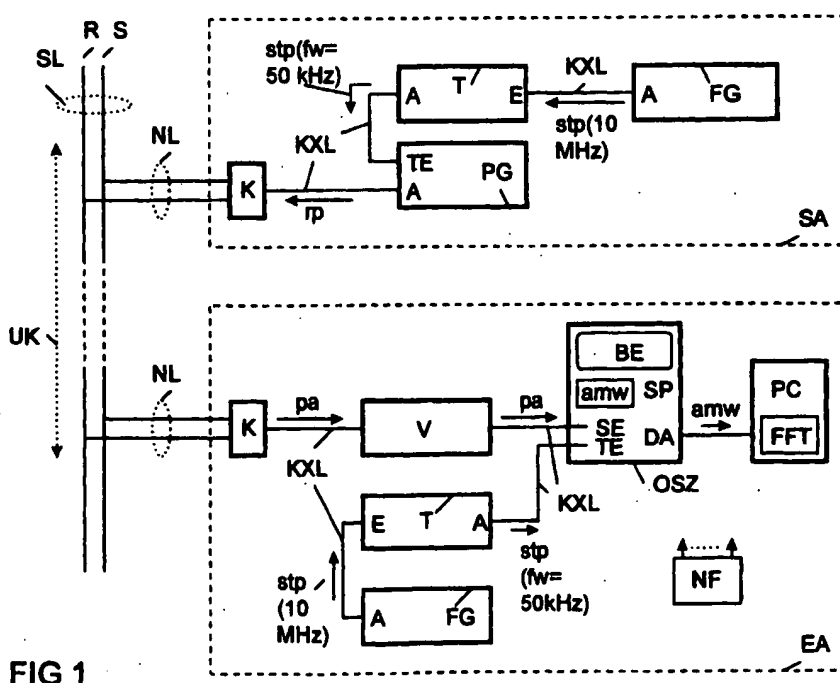 R S
SL
NL
UK
NL
stp(fw=
50 kHz)
A
T
E
KXL
stp(10
MHz)
A
FG
KXL
TE
A
PG
K
rp
SA
K
pa
V
pa
KXL
E
T
A
stp
(10
MHz)
A
FG
stp
(fw=
50kHz)
KXL
BE
amw
SP
SE
TE
DA
OSZ
amw
PC
FFT
NF
EA
FIG 1